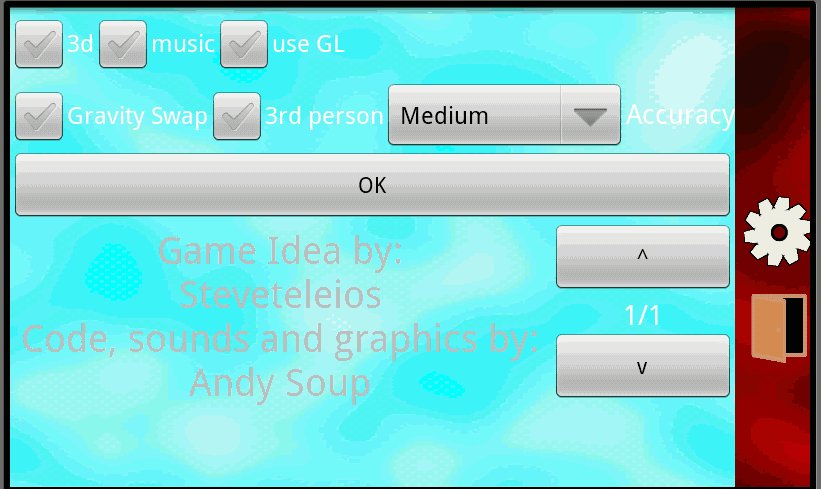 3d music use GL
Gravity Swap 3rd person Medium Accuracy
OK
Game Idea by:
Steveteleios
Code, sounds and graphics by:
Andy Soup
^
1/1
v